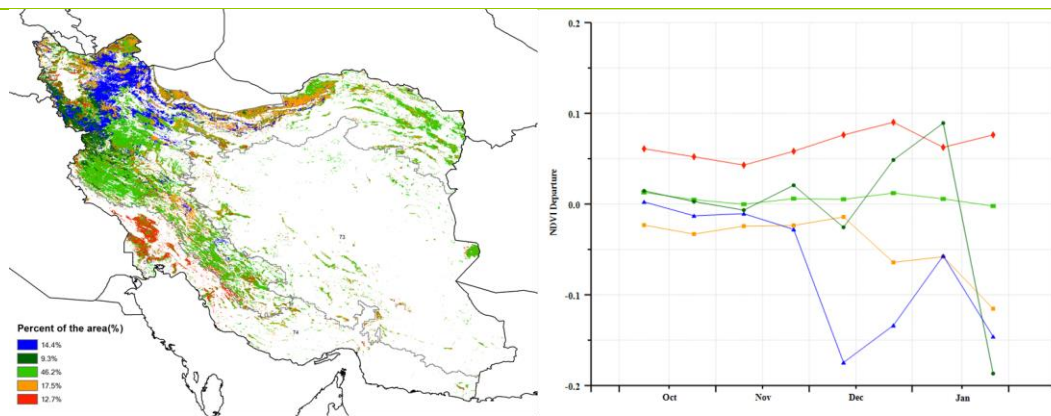 73
74
Percent of the area(%)
14.4%
9.3%
46.2%
17.5%
12.7%
NDVI Departure
0.2
0.1
0.0
-0.1
-0.2
Oct
Nov
Dec
Jan